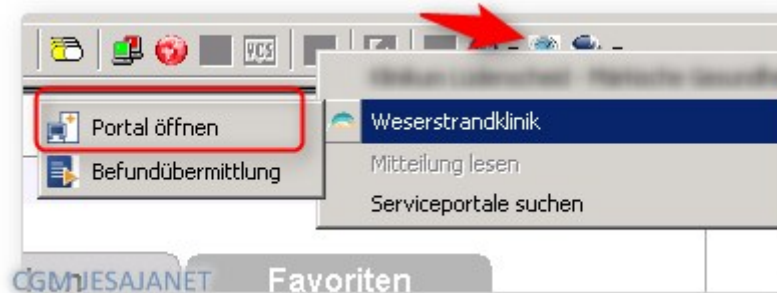 VCS
Portal öffnen
Weserstrandklinik
Befundübermittlung
Mitteilung lesen
Serviceportale suchen
CGM JESAJANET
Favoriten